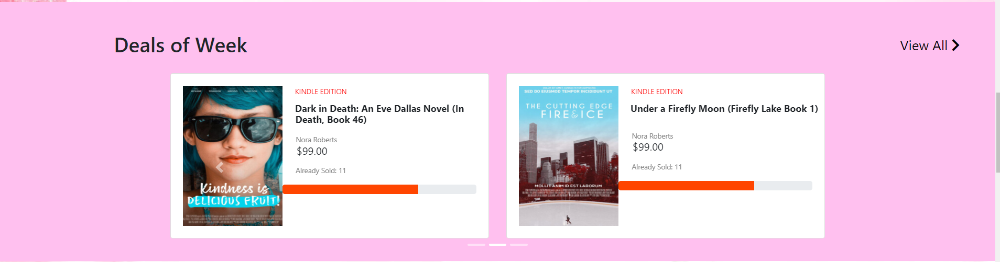 Deals of Week
View All
KINDLE EDITION
Dark in Death: An Eve Dallas Novel (In
Death, Book 46)
Nora Roberts
$99.00
Already Sold: 11
Kindness is
DELICIOUS FRUIT!
SED DO EIUSMOD TEMPOR INCIDIDUNT UT
THE CUTTING EDGE
FIRE & ICE
MOLLIT ANIM ID EST LABORUM
KINDLE EDITION
Under a Firefly Moon (Firefly Lake Book 1)
Nora Roberts
$99.00
Already Sold: 11